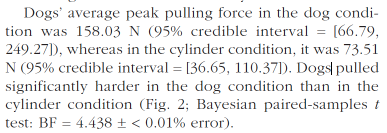 Dogs' average peak pulling force in the dog condi-
tion was 158.03 N (95% credible interval = [66.79,
249.27]), whereas in the cylinder condition, it was 73.51
N (95% credible interval = [36.65, 110.37]). Dogs pulled
significantly harder in the dog condition than in the
cylinder condition (Fig. 2; Bayesian paired-samples t
test: BF = 4.438 ± < 0.01% error).